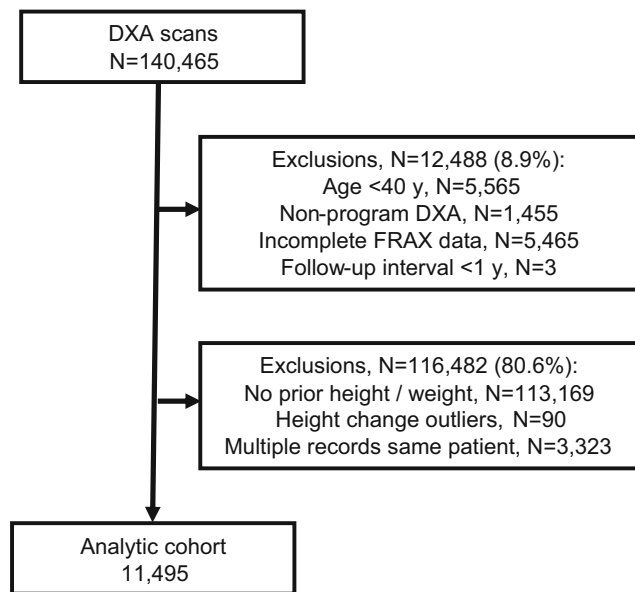 DXA scans
N=140,465
Exclusions, N=12,488 (8.9%):
Age <40 y, N=5,565
Non-program DXA, N=1,455
Incomplete FRAX data, N=5,465
Follow-up interval <1 y, N=3
Exclusions, N=116,482 (80.6%):
No prior height / weight, N=113,169
Height change outliers, N=90
Multiple records same patient, N=3,323
Analytic cohort
11,495